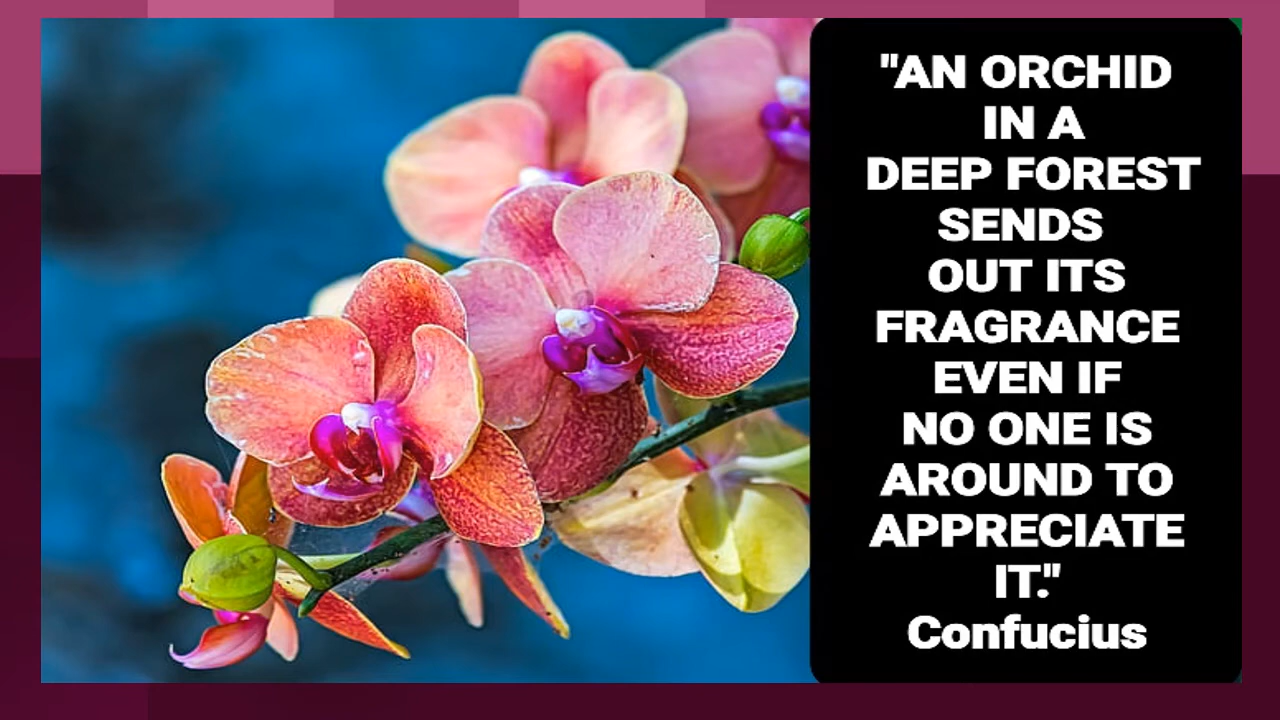 "AN ORCHID
IN A
DEEP FOREST
SENDS
OUT ITS
FRAGRANCE
EVEN IF
NO ONE IS
AROUND TO
APPRECIATE
IT."
Confucius